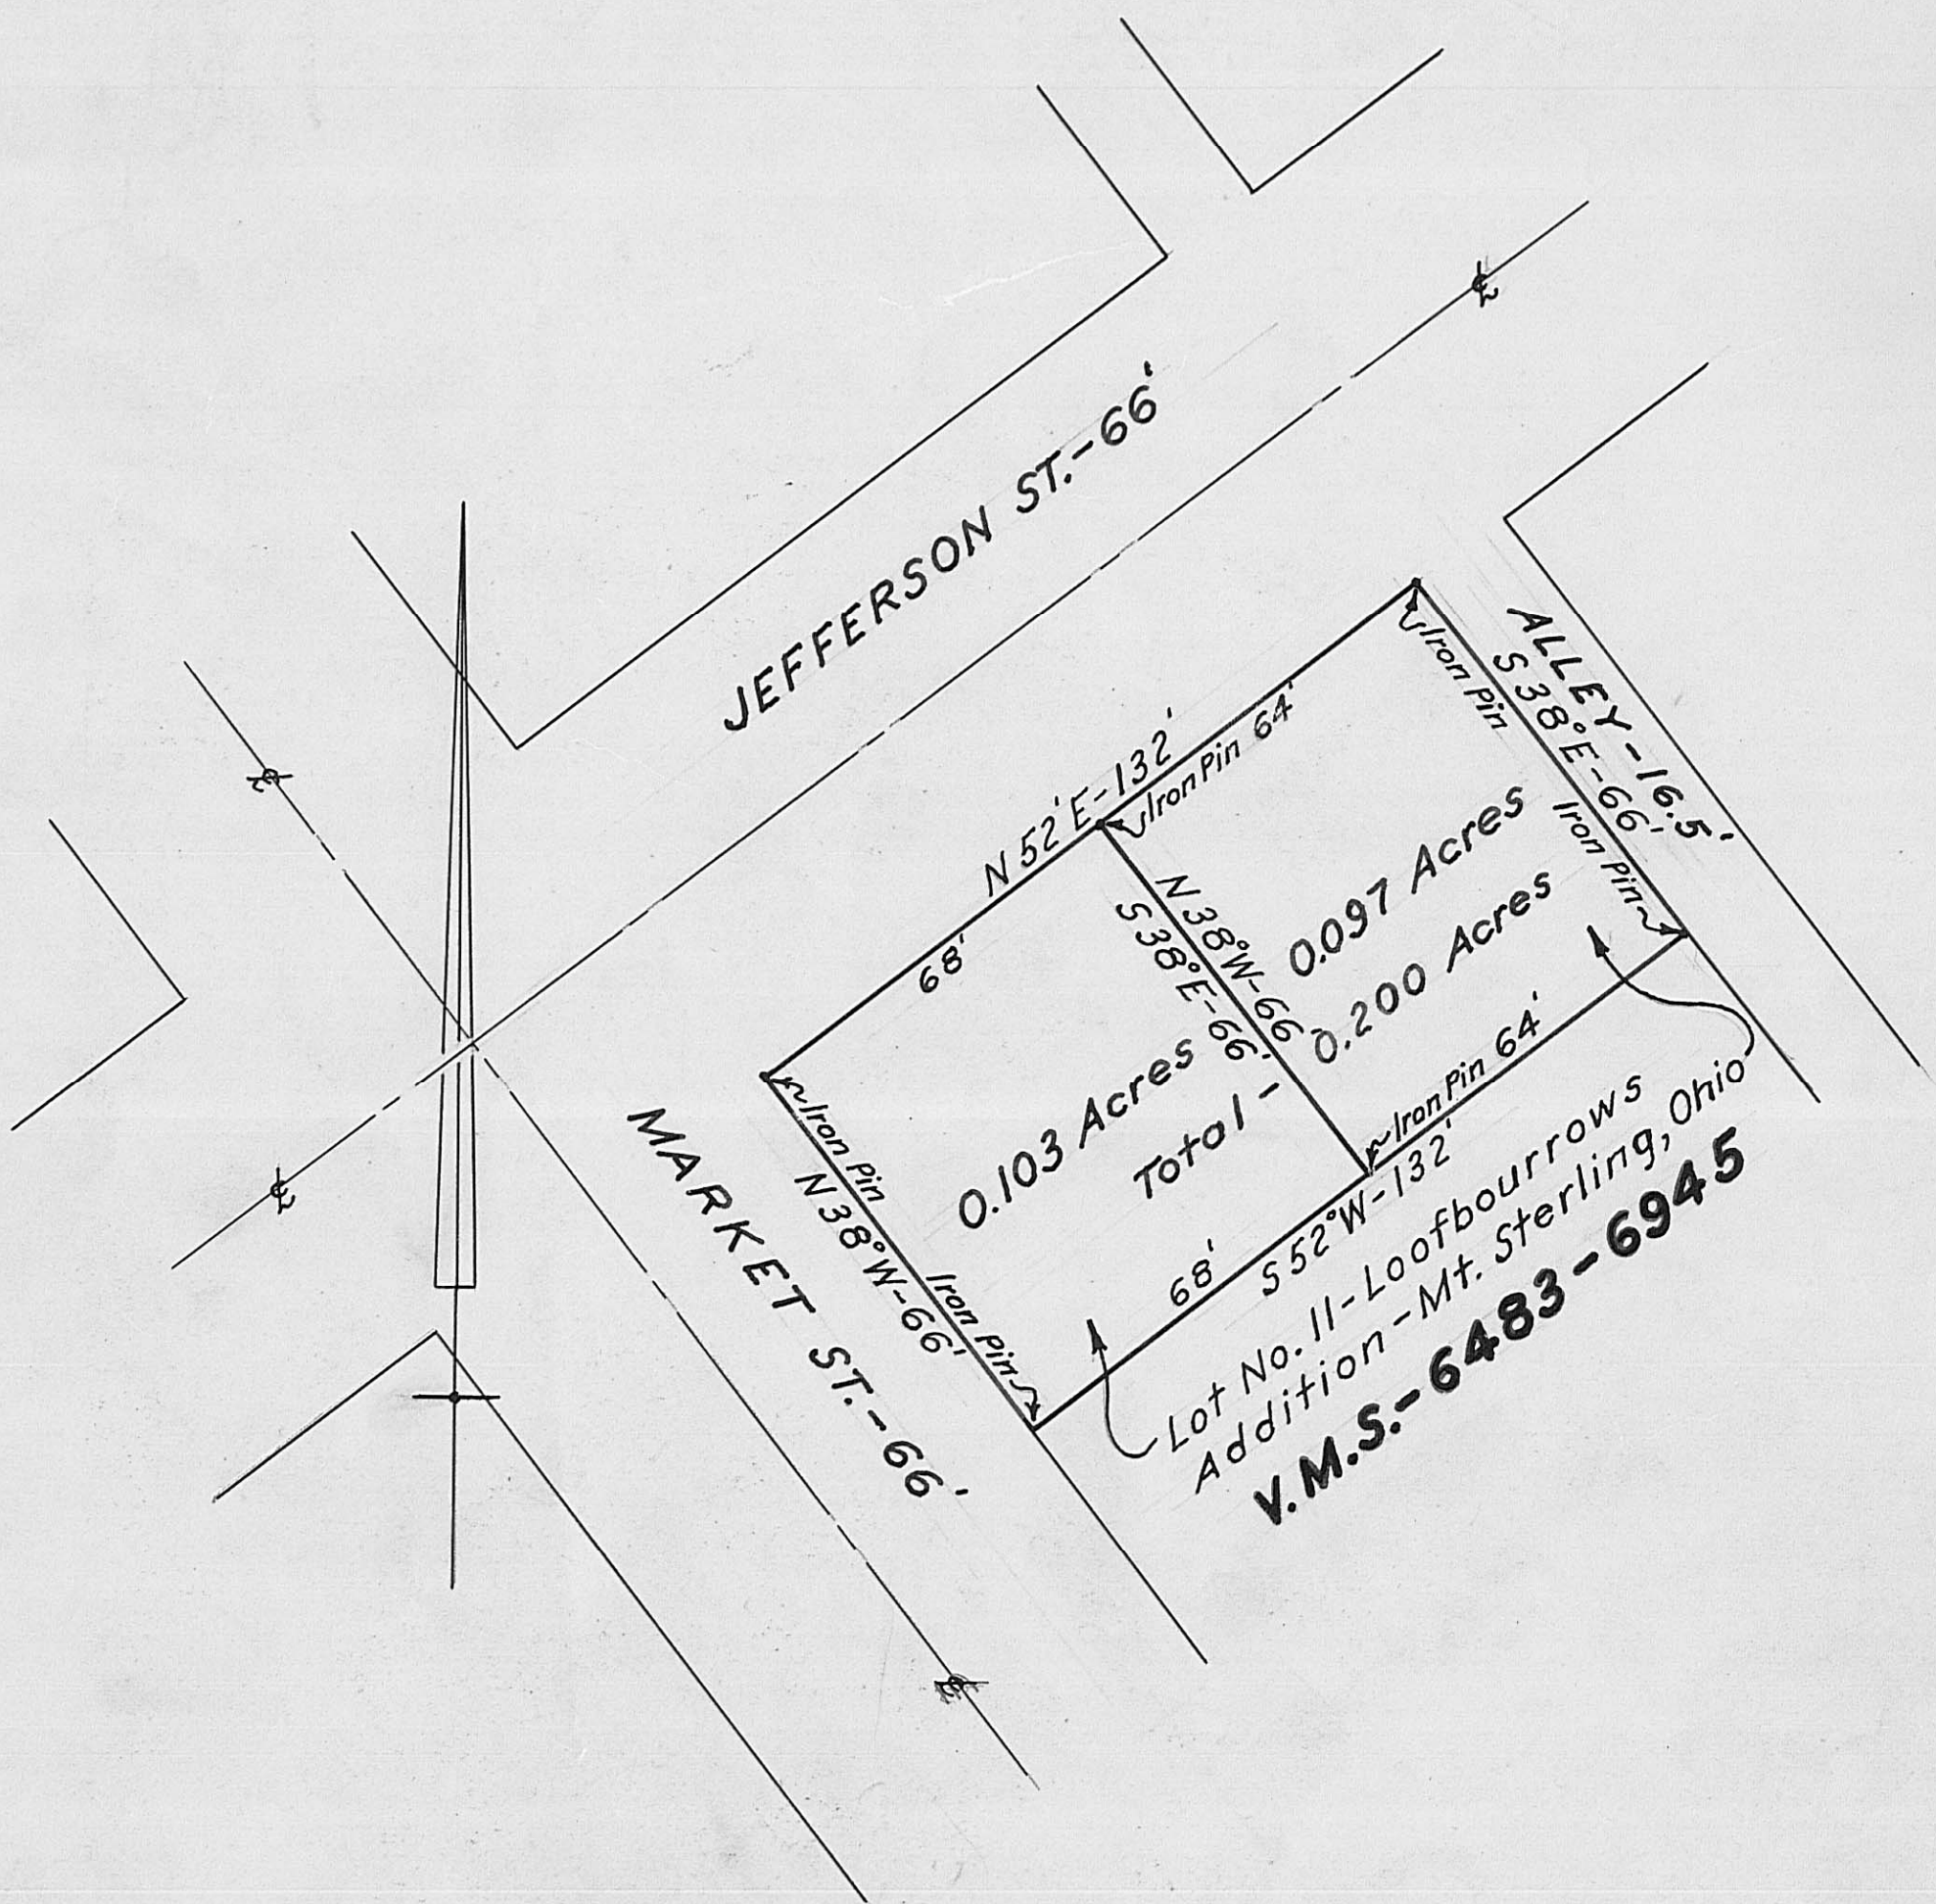 JEFFERSON ST.-66'
ALLEY-16.5'
S 38°E-66'
Iron Pin
Iron Pin
N 52'E-132'
Iron Pin 64'
68'
N 38°W-66'
S 38°E-66'
0.097 Acres
0.200 Acres
0.103 Acres
Total -
Iron Pin 64'
S 52°W-132'
68'
Iron Pin
N 38°W-66'
Iron Pin
MARKET ST.-66'
Lot No. 11-Loofbourrows
Addition-Mt. Sterling, Ohio
V.M.S.-6483-6945